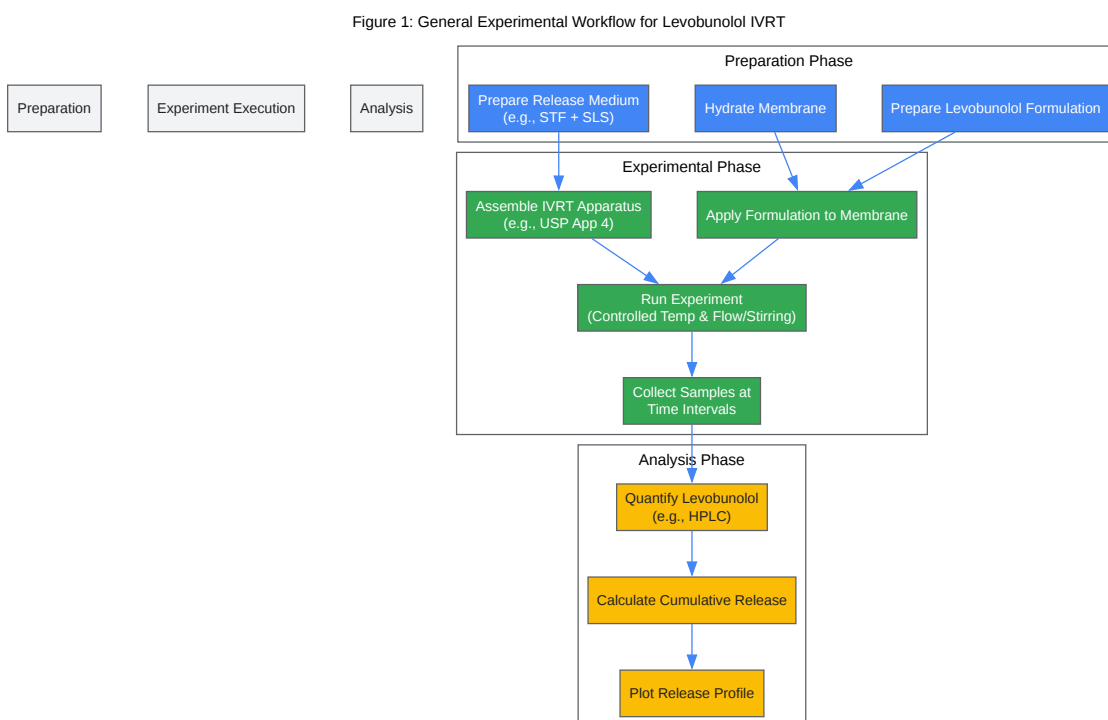 Figure 1: General Experimental Workflow for Levobunolol IVRT
Preparation Phase
Preparation
Experiment Execution
Analysis
Prepare Release Medium
(e.g., STF + SLS)
Hydrate Membrane
Prepare Levobunolol Formulation
Experimental Phase
Assemble IVRT Apparatus
(e.g., USP App 4)
Apply Formulation to Membrane
Run Experiment
(Controlled Temp & Flow/Stirring)
Collect Samples at
Time Intervals
Analysis Phase
Quantify Levobunolol
(e.g., HPLC)
Calculate Cumulative Release
Plot Release Profile